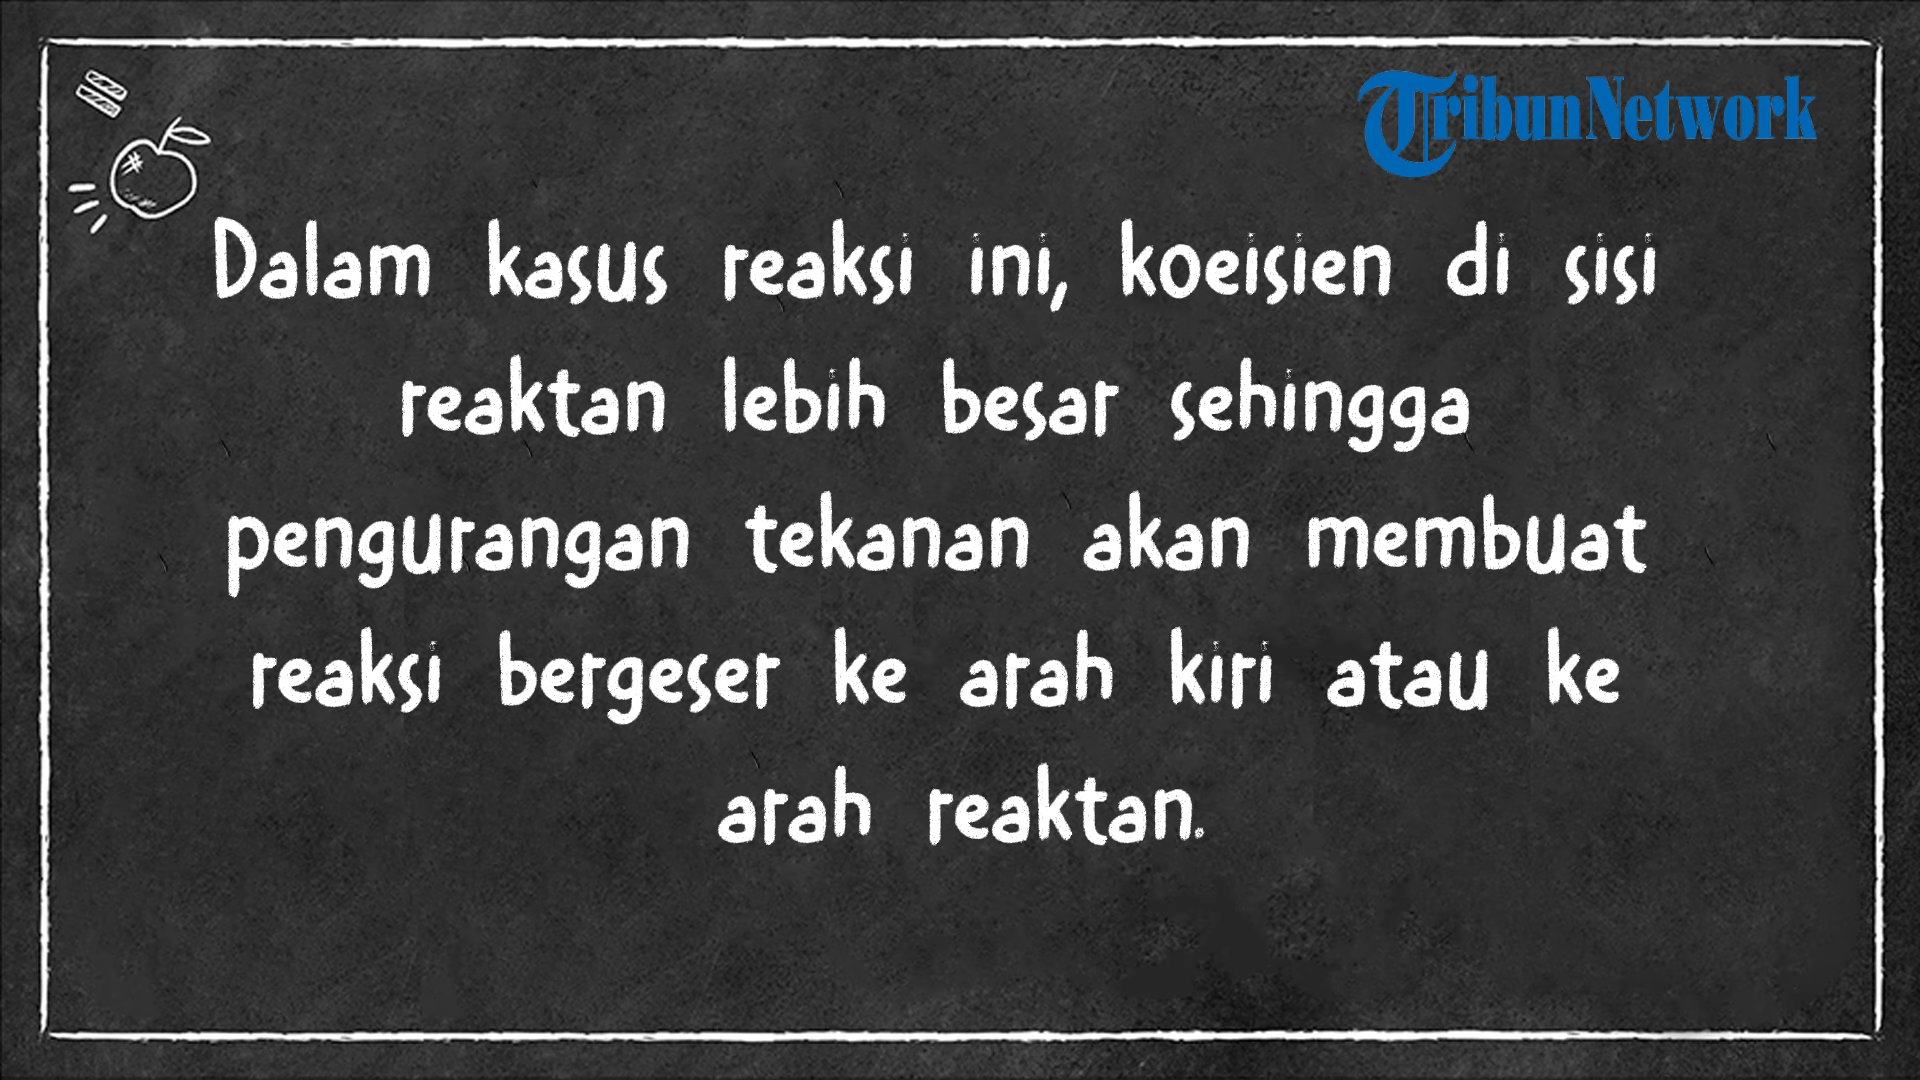 TribunNetwork
Dalam kasus reaksi ini, koeisien di sisi
reaktan lebih besar sehingga
pengurangan tekanan akan membuat
reaksi bergeser ke arah kiri atau ke
arah reaktan.